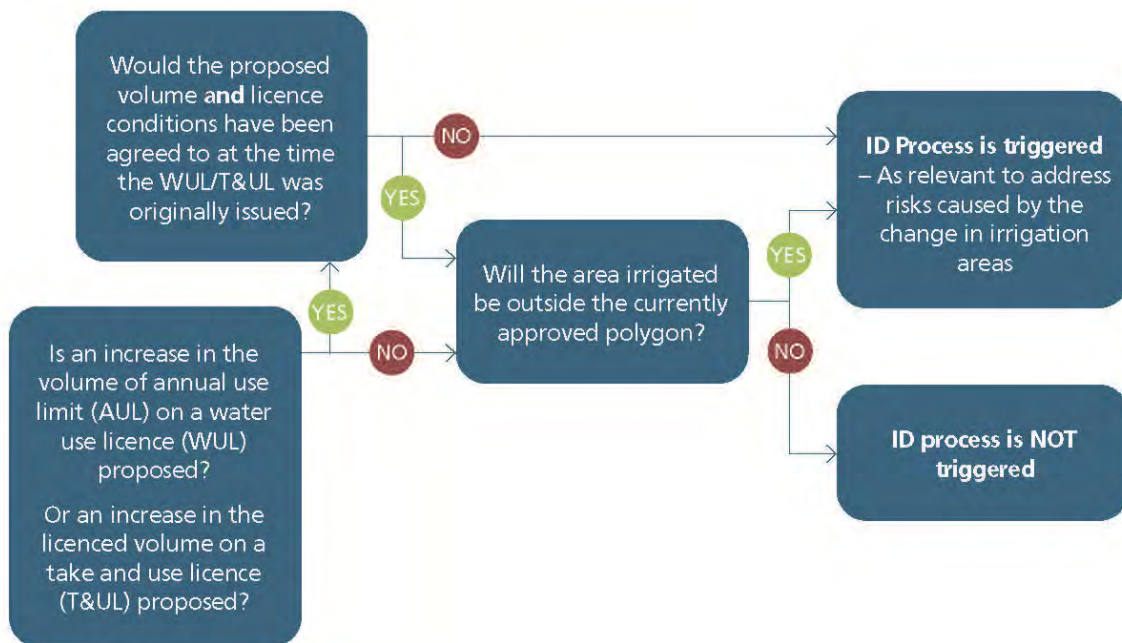 Would the proposed
volume and licence
conditions have been
agreed to at the time
the WUL/T&UL was
originally issued?
NO
YES
ID Process is triggered
– As relevant to address
risks caused by the
change in irrigation
areas
YES
Will the area irrigated
be outside the currently
approved polygon?
YES
NO
NO
Is an increase in the
volume of annual use
limit (AUL) on a water
use licence (WUL)
proposed?
Or an increase in the
licenced volume on a
take and use licence
(T&UL) proposed?
ID process is NOT
triggered